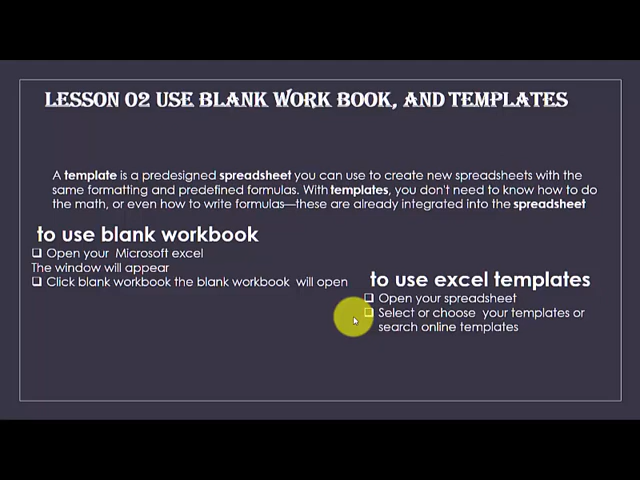 LESSON 02 USE BLANK WORK BOOK, AND TEMPLATES
A template is a predesigned spreadsheet you can use to create new spreadsheets with the
same formatting and predefined formulas. With templates, you don't need to know how to do
the math, or even how to write formulas—these are already integrated into the spreadsheet
to use blank workbook
Open your Microsoft excel
The window will appear
Click blank workbook the blank workbook will open
to use excel templates
Open your spreadsheet
Select or choose your templates or
search online templates